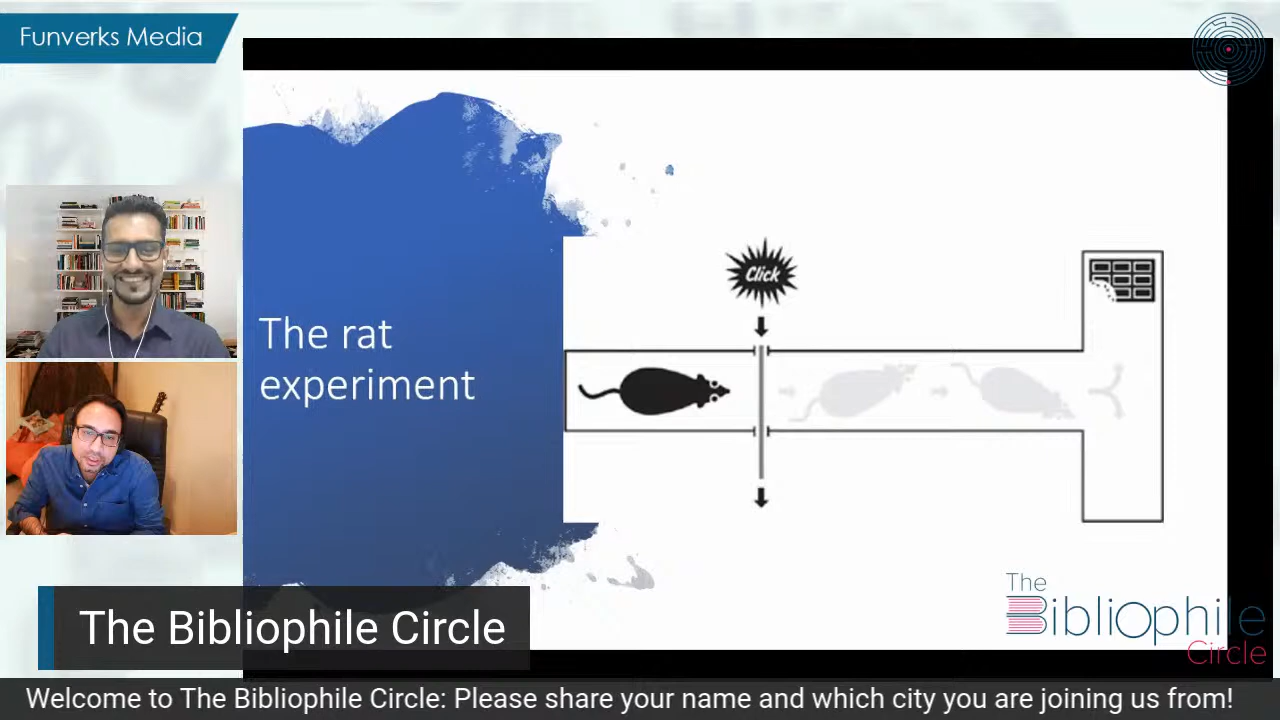 Funverks Media
Click
The rat
experiment
The
Bibliophile
Circle
The Bibliophile Circle
Welcome to The Bibliophile Circle: Please share your name and which city you are joining us from!